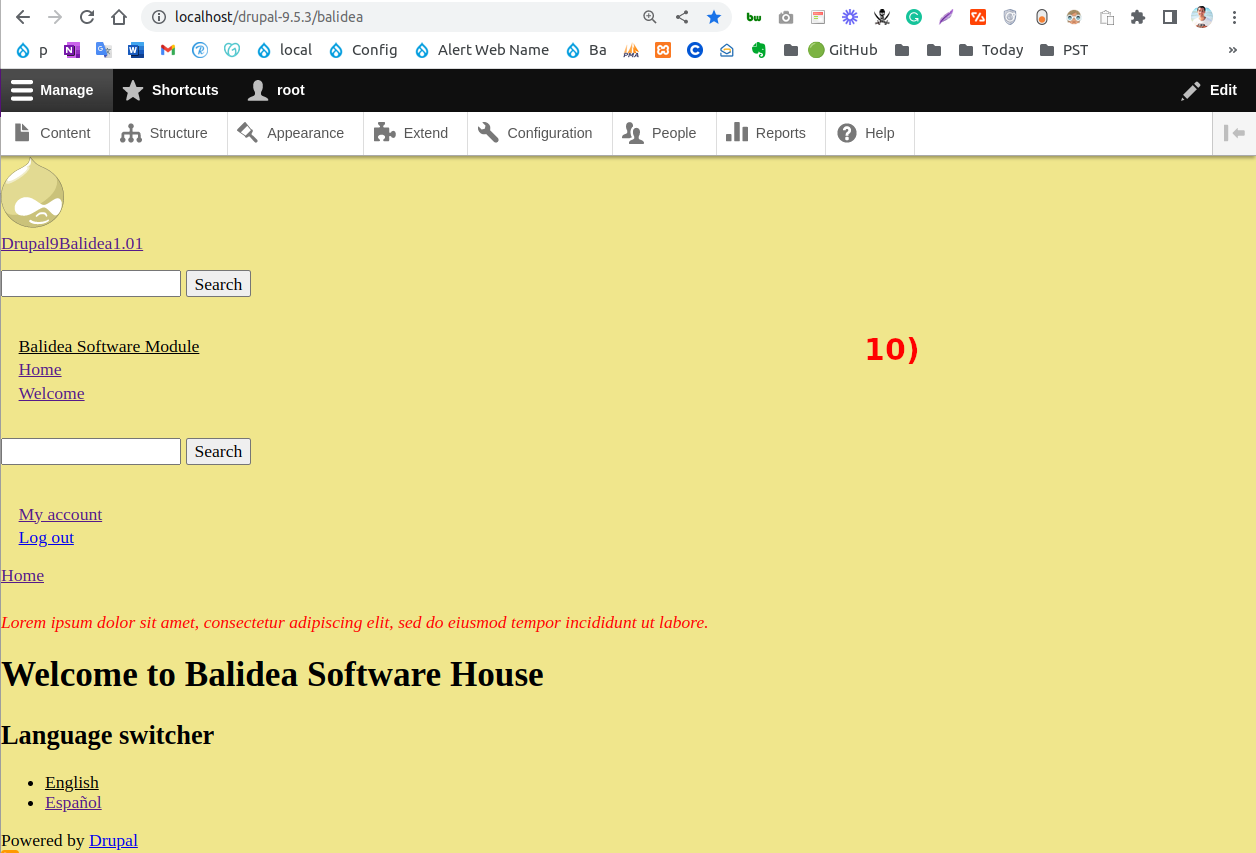 localhost/drupal-9.5.3/balidea
p local Config Alert Web Name Ba GitHub Today PST »
Manage Shortcuts root Edit
Content Structure Appearance Extend Configuration People Reports Help
Drupal9Balidea1.01
Search
Balidea Software Module
10)
Home
Welcome
Search
My account
Log out
Home
Lorem ipsum dolor sit amet, consectetur adipiscing elit, sed do eiusmod tempor incididunt ut labore.
Welcome to Balidea Software House
Language switcher
English
Español
Powered by Drupal